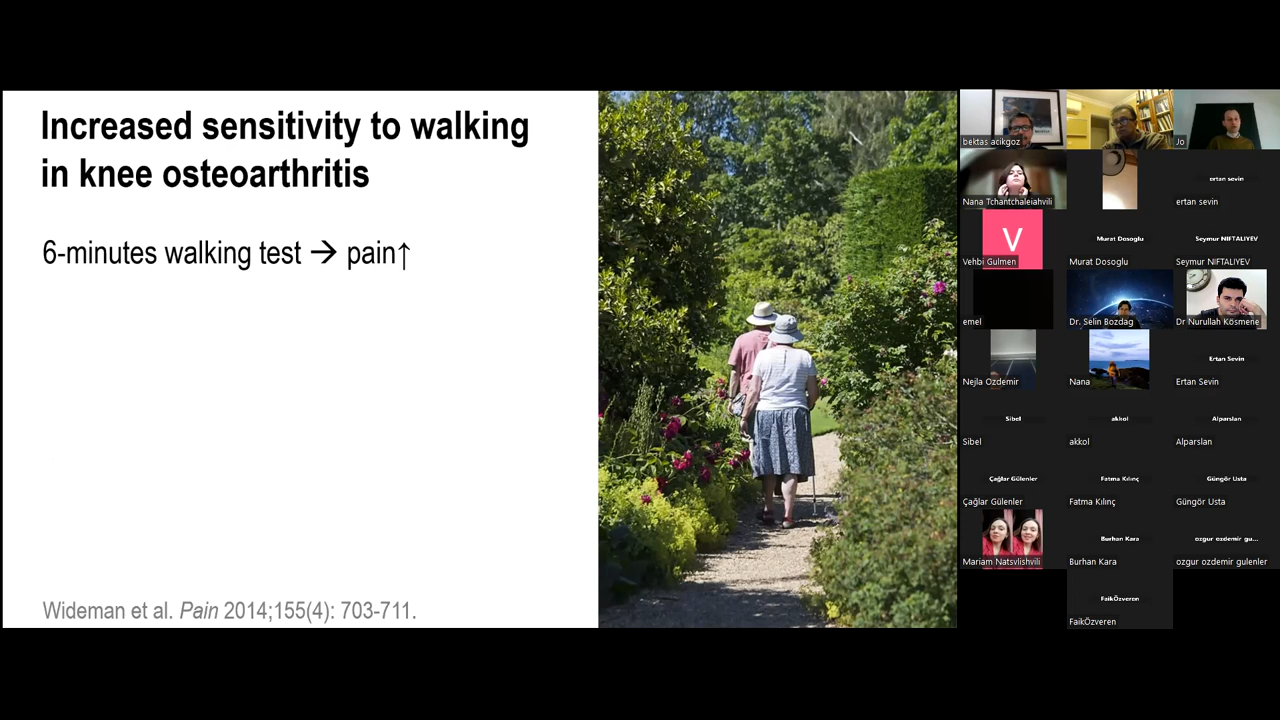 Increased sensitivity to walking
in knee osteoarthritis
6-minutes walking test → pain↑
Wideman et al. Pain 2014;155(4): 703-711.
bektas acikgoz
Jo
Nana Tchantchaleiahvili
ertan sevin
ertan sevin
V
Vehbi Gulmen
Murat Dosoglu
Murat Dosoglu
Seymur NIFTALIYEV
Seymur NIFTALIYEV
emel
Dr. Selin Bozdag
Dr Nurullah Kösmene
Nejla Ozdemir
Nana
Ertan Sevin
Ertan Sevin
Sibel
Sibel
akkol
akkol
Alparslan
Alparslan
Çağlar Gülenler
Çağlar Gülenler
Fatma Kılınç
Fatma Kılınç
Güngör Usta
Güngör Usta
Mariam Natsvlishvili
Burhan Kara
Burhan Kara
ozgur ozdemir gu...
ozgur ozdemir gulenler
FaikÖzveren
FaikÖzveren